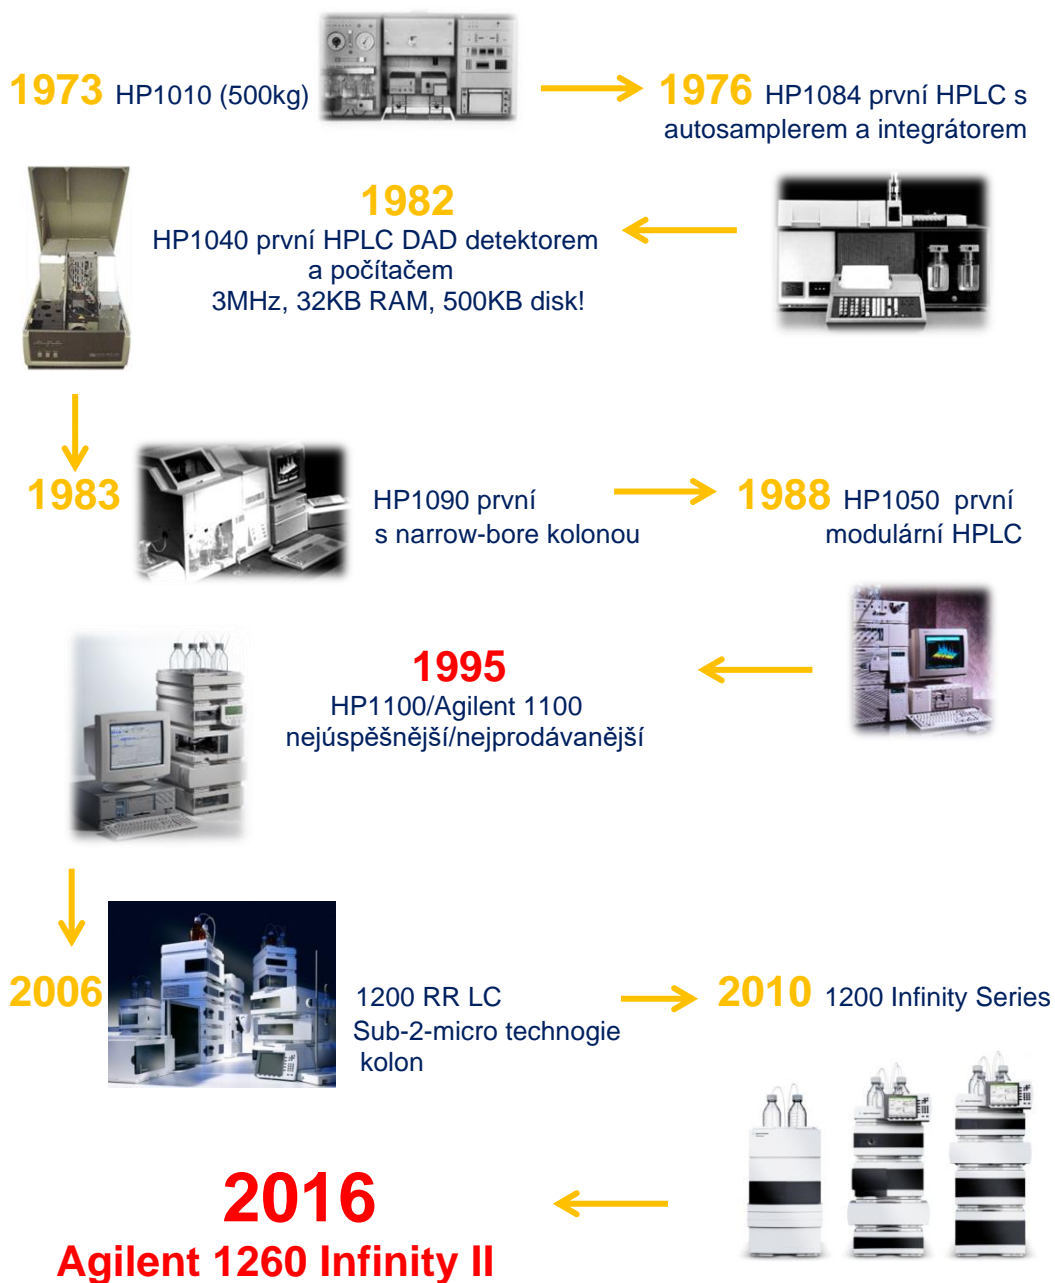 1973 HP1010 (500kg)
1976 HP1084 první HPLC s
autosamplerem a integrátorem
1982
HP1040 první HPLC DAD detektorem
a počítačem
3MHz, 32KB RAM, 500KB disk!
1983
HP1090 první
s narrow-bore kolonou
1988 HP1050 první
modulární HPLC
1995
HP1100/Agilent 1100
nejúspěšnější/nejprodávanější
2006
1200 RR LC
Sub-2-micro technogie
kolon
2010 1200 Infinity Series
2016
Agilent 1260 Infinity II